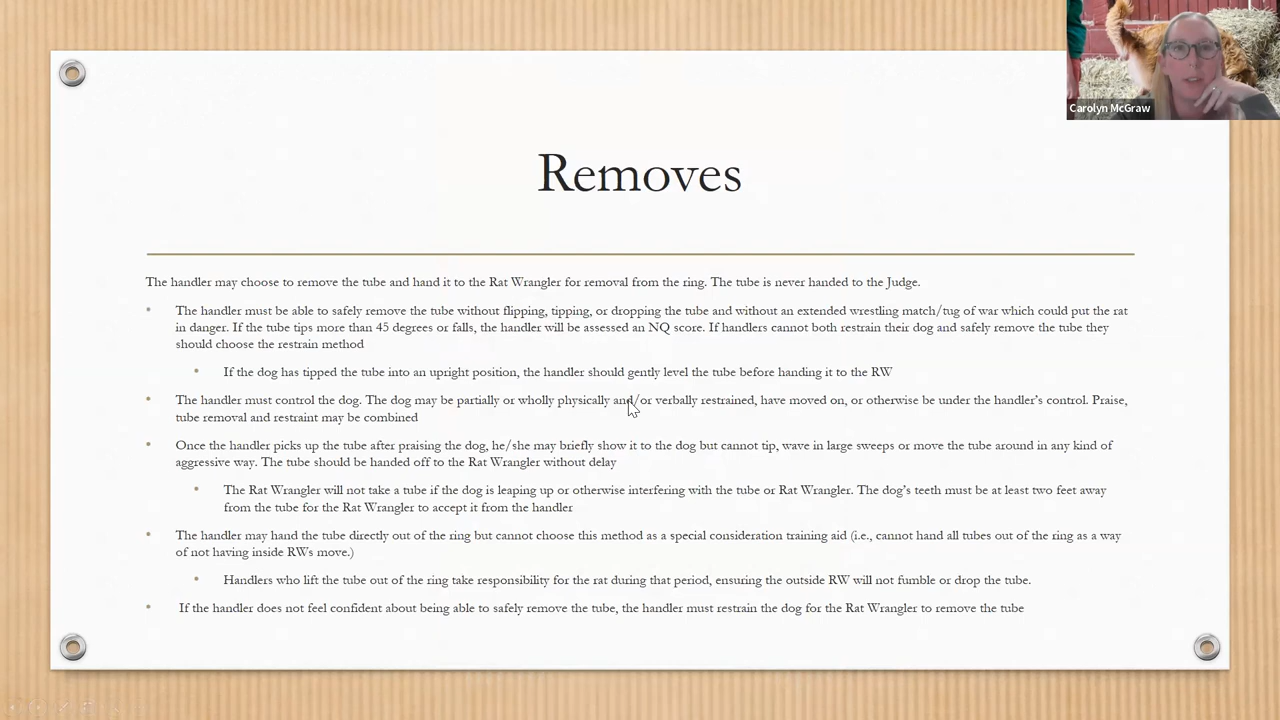 Carolyn McGraw
Removes
The handler may choose to remove the tube and hand it to the Rat Wrangler for removal from the ring. The tube is never handed to the Judge.
• The handler must be able to safely remove the tube without flipping, tipping, or dropping the tube and without an extended wrestling match/tug of war which could put the rat
in danger. If the tube tips more than 45 degrees or falls, the handler will be assessed an NQ score. If handlers cannot both restrain their dog and safely remove the tube they
should choose the restrain method
• If the dog has tipped the tube into an upright position, the handler should gently level the tube before handing it to the RW
• The handler must control the dog. The dog may be partially or wholly physically and/or verbally restrained, have moved on, or otherwise be under the handler's control. Praise,
tube removal and restraint may be combined
• Once the handler picks up the tube after praising the dog, he/she may briefly show it to the dog but cannot tip, wave in large sweeps or move the tube around in any kind of
aggressive way. The tube should be handed off to the Rat Wrangler without delay
• The Rat Wrangler will not take a tube if the dog is leaping up or otherwise interfering with the tube or Rat Wrangler. The dog's teeth must be at least two feet away
from the tube for the Rat Wrangler to accept it from the handler
• The handler may hand the tube directly out of the ring but cannot choose this method as a special consideration training aid (i.e., cannot hand all tubes out of the ring as a way
of not having inside RWs move.)
• Handlers who lift the tube out of the ring take responsibility for the rat during that period, ensuring the outside RW will not fumble or drop the tube.
• If the handler does not feel confident about being able to safely remove the tube, the handler must restrain the dog for the Rat Wrangler to remove the tube